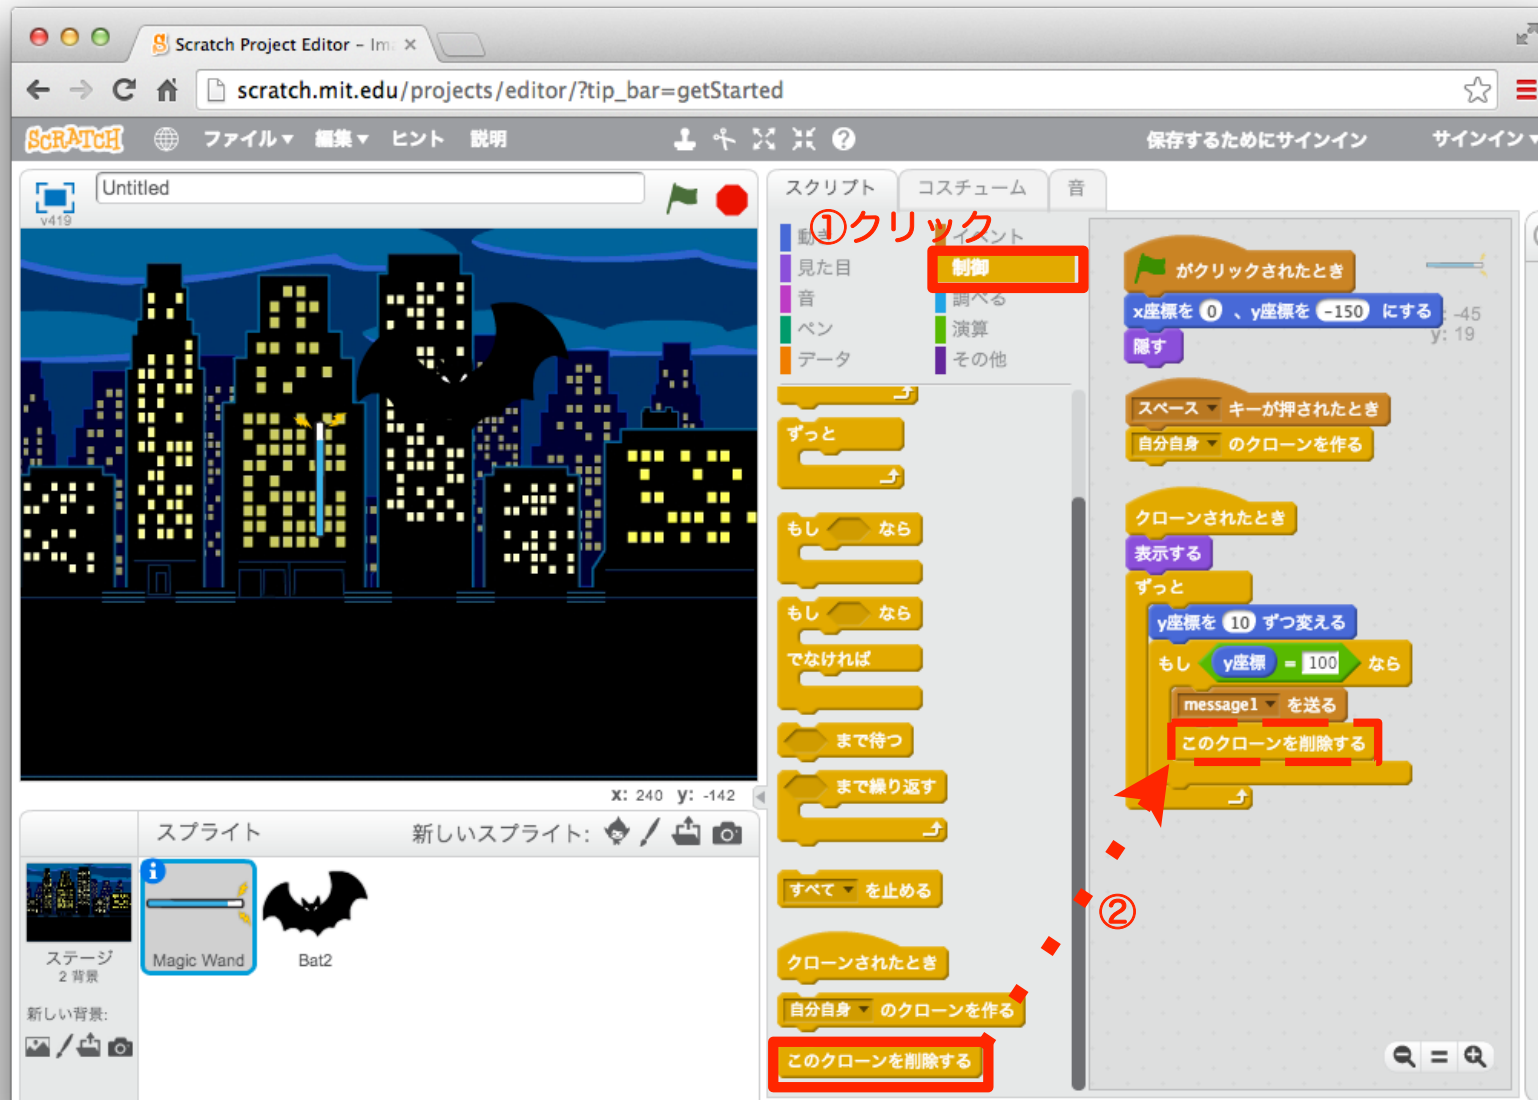 Scratch Project Editor – Im
scratch.mit.edu/projects/editor/?tip_bar=getStarted
SCRATCH ファイル▼ 編集▼ ヒント 説明 保存するためにサインイン サインイン▼
v419 Untitled
スクリプト コスチューム 音
①クリック
動き イベント
見た目 制御
音 調べる
ペン 演算
データ その他
ずっと
もし なら
もし なら
でなければ
まで待つ
まで繰り返す
すべて▼ を止める
クローンされたとき
自分自身▼ のクローンを作る
このクローンを削除する
がクリックされたとき
x座標を 0 、y座標を -150 にする
隠す
: -45
y: 19
スペース▼ キーが押されたとき
自分自身▼ のクローンを作る
クローンされたとき
表示する
ずっと
y座標を 10 ずつ変える
もし y座標 = 100 なら
message1▼ を送る
このクローンを削除する
②
x: 240 y: -142
スプライト 新しいスプライト:
ステージ
2 背景
新しい背景:
Magic Wand
Bat2